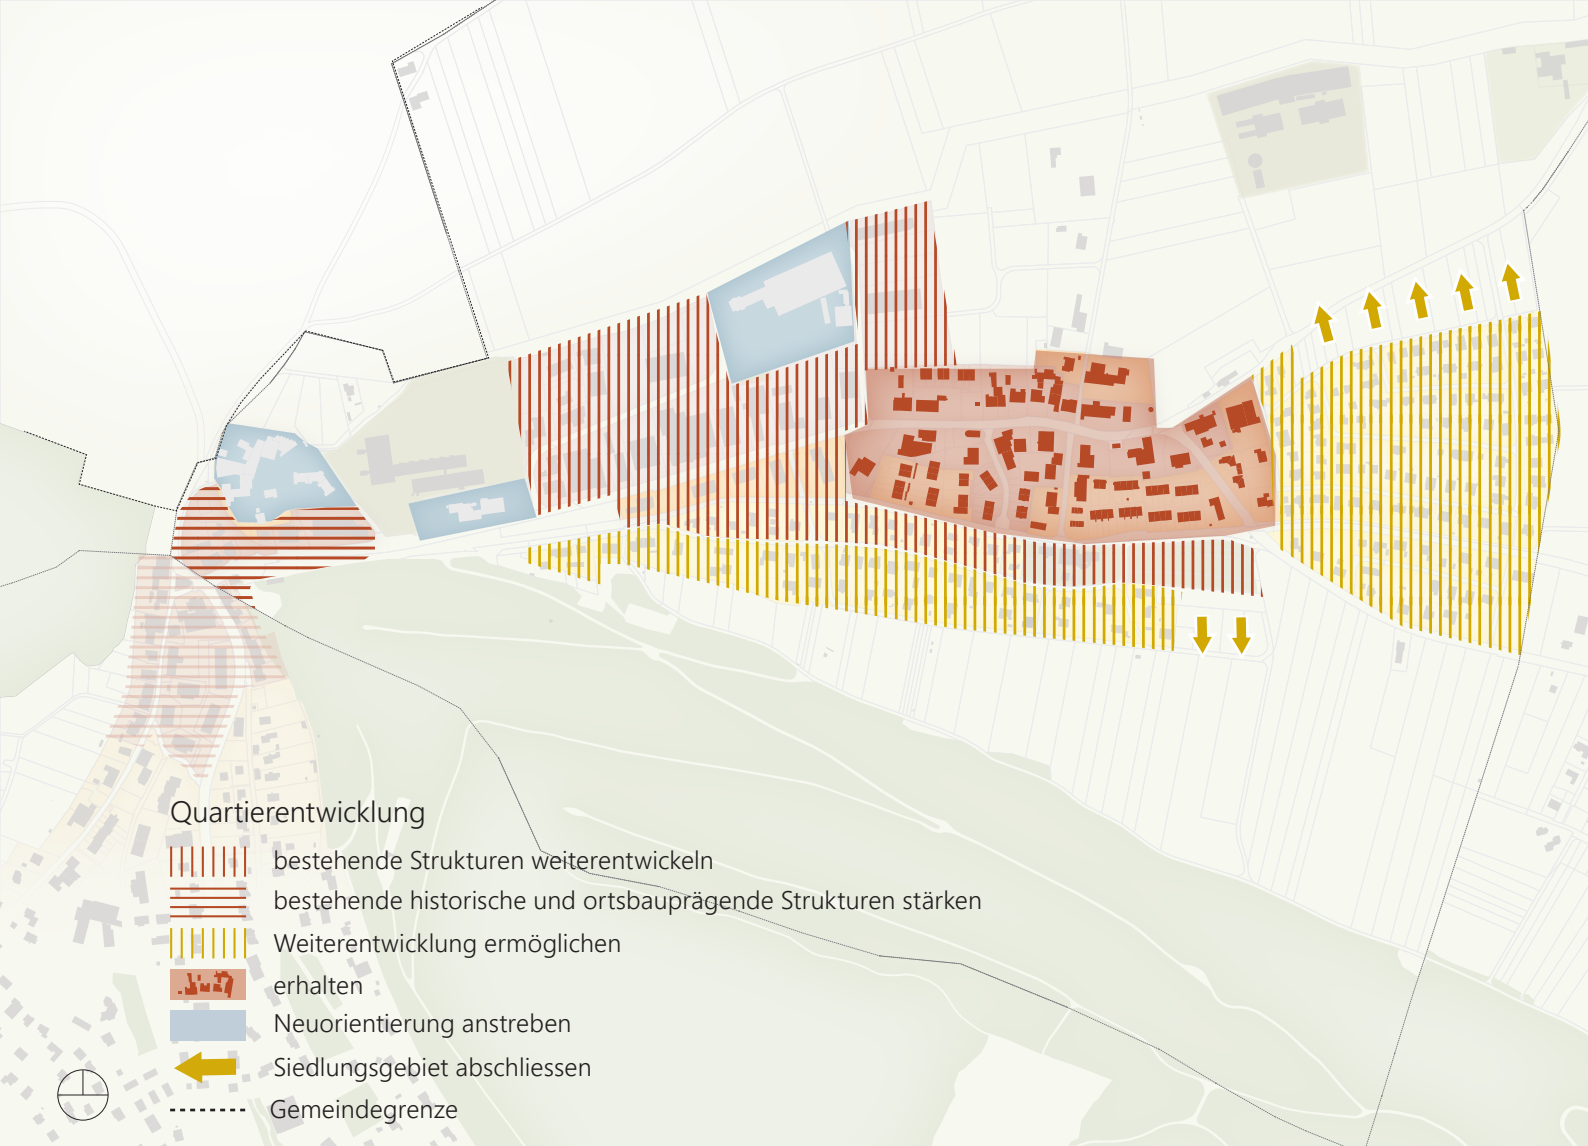 Quartierentwicklung
bestehende Strukturen weiterentwickeln
bestehende historische und ortsbauprägende Strukturen stärken
Weiterentwicklung ermöglichen
erhalten
Neuorientierung anstreben
Siedlungsgebiet abschliessen
Gemeindegrenze